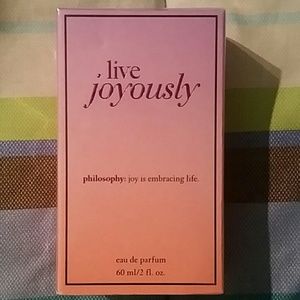 live
joyously
philosophy: joy is embracing life.
eau de parfum
60 ml/2 fl. oz.